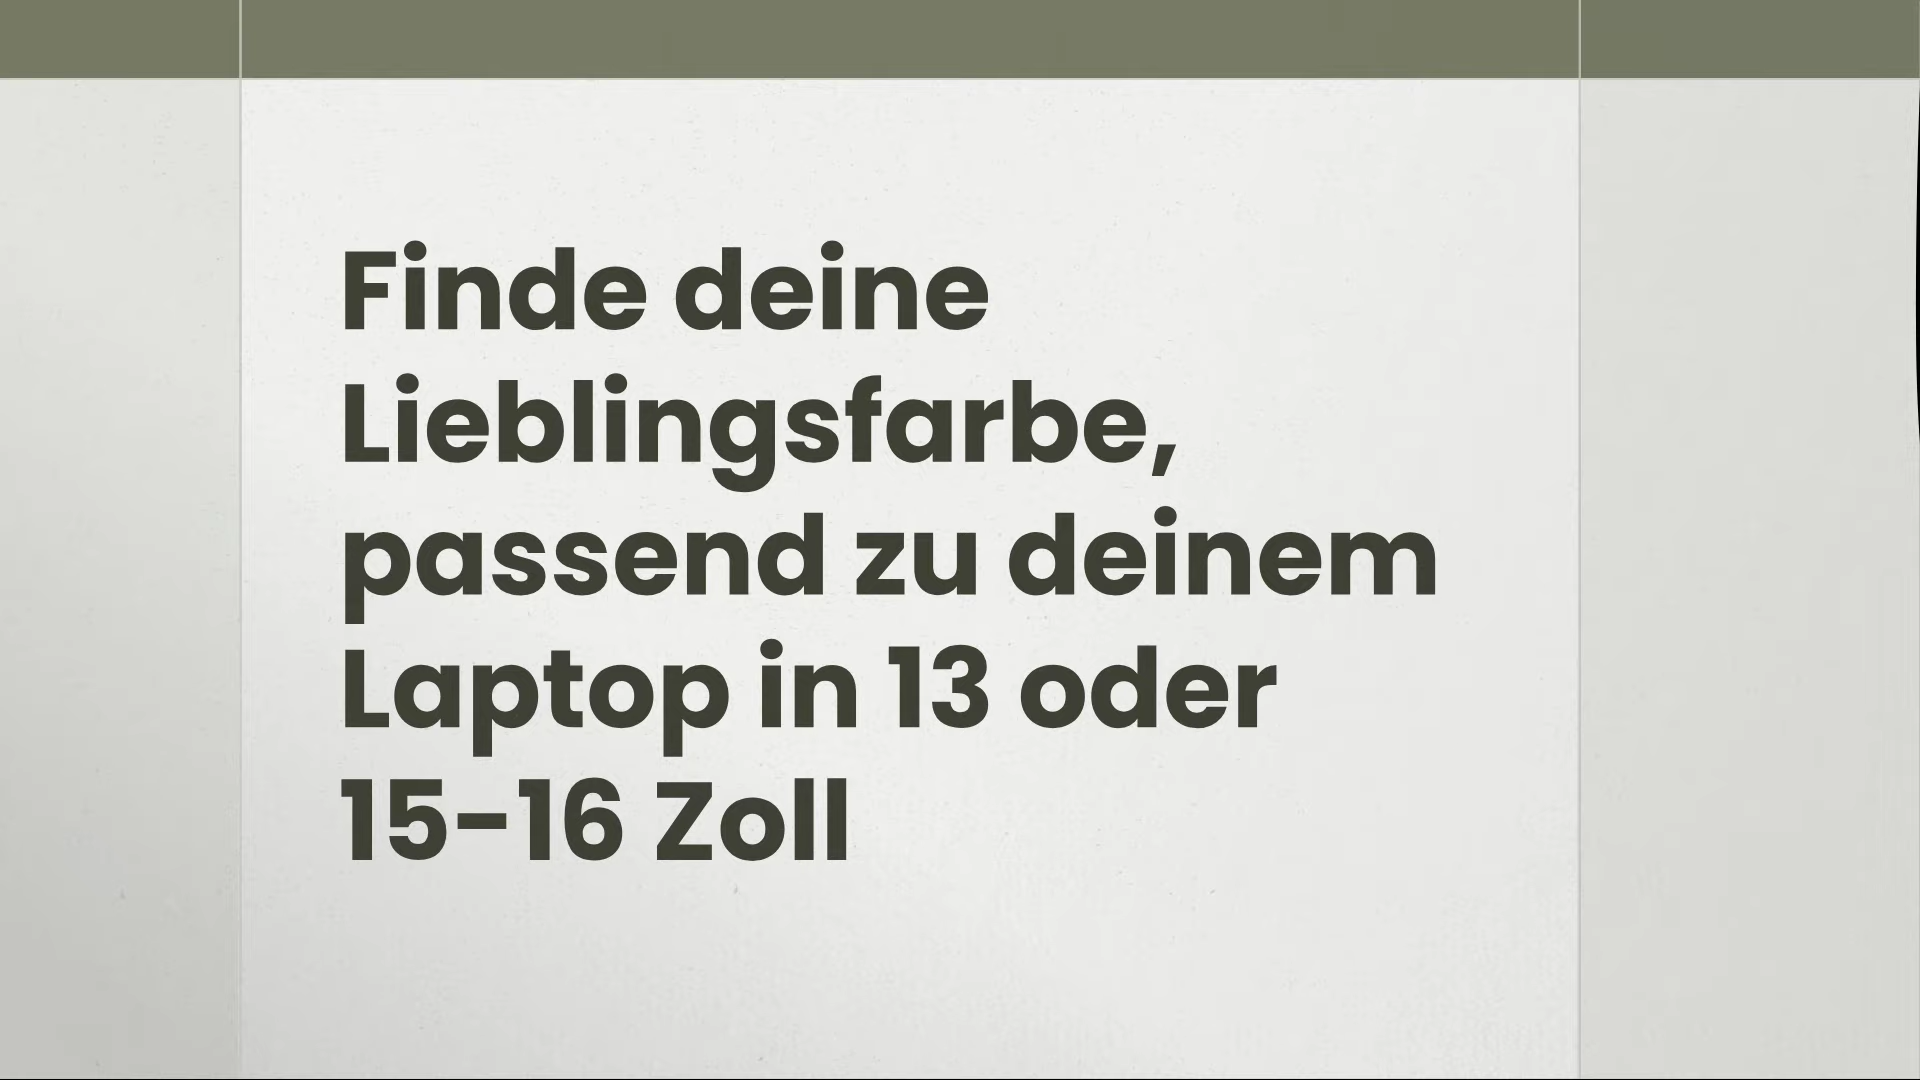 Finde deine
Lieblingsfarbe,
passend zu deinem
Laptop in 13 oder
15-16 Zoll